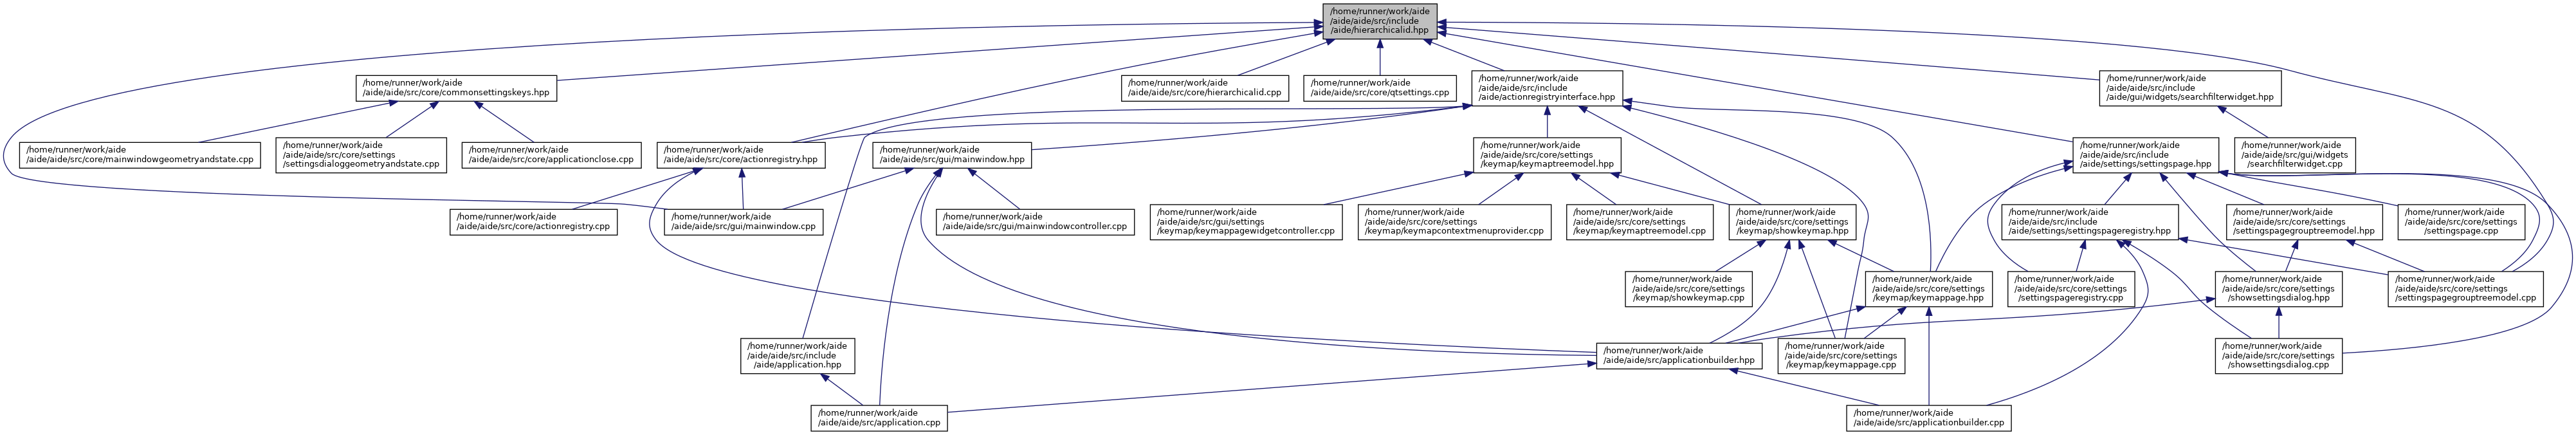 /home/runner/work/aide
/aide/aide/src/include
/aide/hierarchicalid.hpp
/home/runner/work/aide
/aide/aide/src/core/commonsettingskeys.hpp
/home/runner/work/aide
/aide/aide/src/core/hierarchicalid.cpp
/home/runner/work/aide
/aide/aide/src/core/qtsettings.cpp
/home/runner/work/aide
/aide/aide/src/include
/aide/actionregistryinterface.hpp
/home/runner/work/aide
/aide/aide/src/include
/aide/gui/widgets/searchfilterwidget.hpp
/home/runner/work/aide
/aide/aide/src/core/mainwindowgeometryandstate.cpp
/home/runner/work/aide
/aide/aide/src/core/settings
/settingsdialoggeometryandstate.cpp
/home/runner/work/aide
/aide/aide/src/core/applicationclose.cpp
/home/runner/work/aide
/aide/aide/src/core/actionregistry.hpp
/home/runner/work/aide
/aide/aide/src/gui/mainwindow.hpp
/home/runner/work/aide
/aide/aide/src/core/settings
/keymap/keymaptreemodel.hpp
/home/runner/work/aide
/aide/aide/src/include
/aide/settings/settingspage.hpp
/home/runner/work/aide
/aide/aide/src/gui/widgets
/searchfilterwidget.cpp
/home/runner/work/aide
/aide/aide/src/core/actionregistry.cpp
/home/runner/work/aide
/aide/aide/src/gui/mainwindow.cpp
/home/runner/work/aide
/aide/aide/src/gui/mainwindowcontroller.cpp
/home/runner/work/aide
/aide/aide/src/gui/settings
/keymap/keymappagewidgetcontroller.cpp
/home/runner/work/aide
/aide/aide/src/core/settings
/keymap/keymapcontextmenuprovider.cpp
/home/runner/work/aide
/aide/aide/src/core/settings
/keymap/keymaptreemodel.cpp
/home/runner/work/aide
/aide/aide/src/core/settings
/keymap/showkeymap.hpp
/home/runner/work/aide
/aide/aide/src/include
/aide/settings/settingspageregistry.hpp
/home/runner/work/aide
/aide/aide/src/core/settings
/settingspagegrouptreemodel.hpp
/home/runner/work/aide
/aide/aide/src/core/settings
/settingspage.cpp
/home/runner/work/aide
/aide/aide/src/core/settings
/keymap/showkeymap.cpp
/home/runner/work/aide
/aide/aide/src/core/settings
/keymap/keymappage.hpp
/home/runner/work/aide
/aide/aide/src/core/settings
/settingspageregistry.cpp
/home/runner/work/aide
/aide/aide/src/core/settings
/showsettingsdialog.hpp
/home/runner/work/aide
/aide/aide/src/core/settings
/settingspagegrouptreemodel.cpp
/home/runner/work/aide
/aide/aide/src/include
/aide/application.hpp
/home/runner/work/aide
/aide/aide/src/applicationbuilder.hpp
/home/runner/work/aide
/aide/aide/src/core/settings
/keymap/keymappage.cpp
/home/runner/work/aide
/aide/aide/src/core/settings
/showsettingsdialog.cpp
/home/runner/work/aide
/aide/aide/src/application.cpp
/home/runner/work/aide
/aide/aide/src/applicationbuilder.cpp